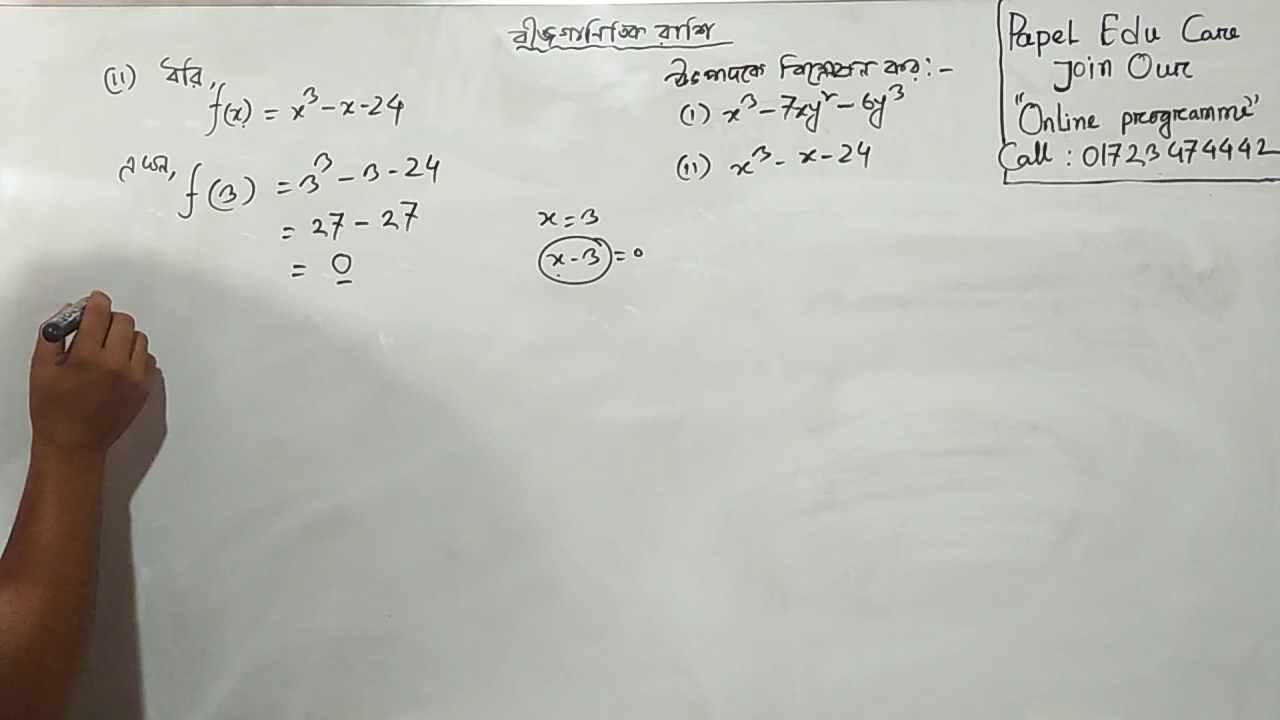 বীজগাণিতিক রাশি
(ii) ধরি,
f(x) = x³ - x - 24
এখন, f(3) = 3³ - 3 - 24
= 27 - 27
= 0
x = 3
x - 3 = 0
উৎপাদকে বিশ্লেষণ কর:-
(i) x³ - 7xy² - 6y³
(ii) x³ - x - 24
Papel Edu Care
Join Our
"Online programme"
Call : 01723474442